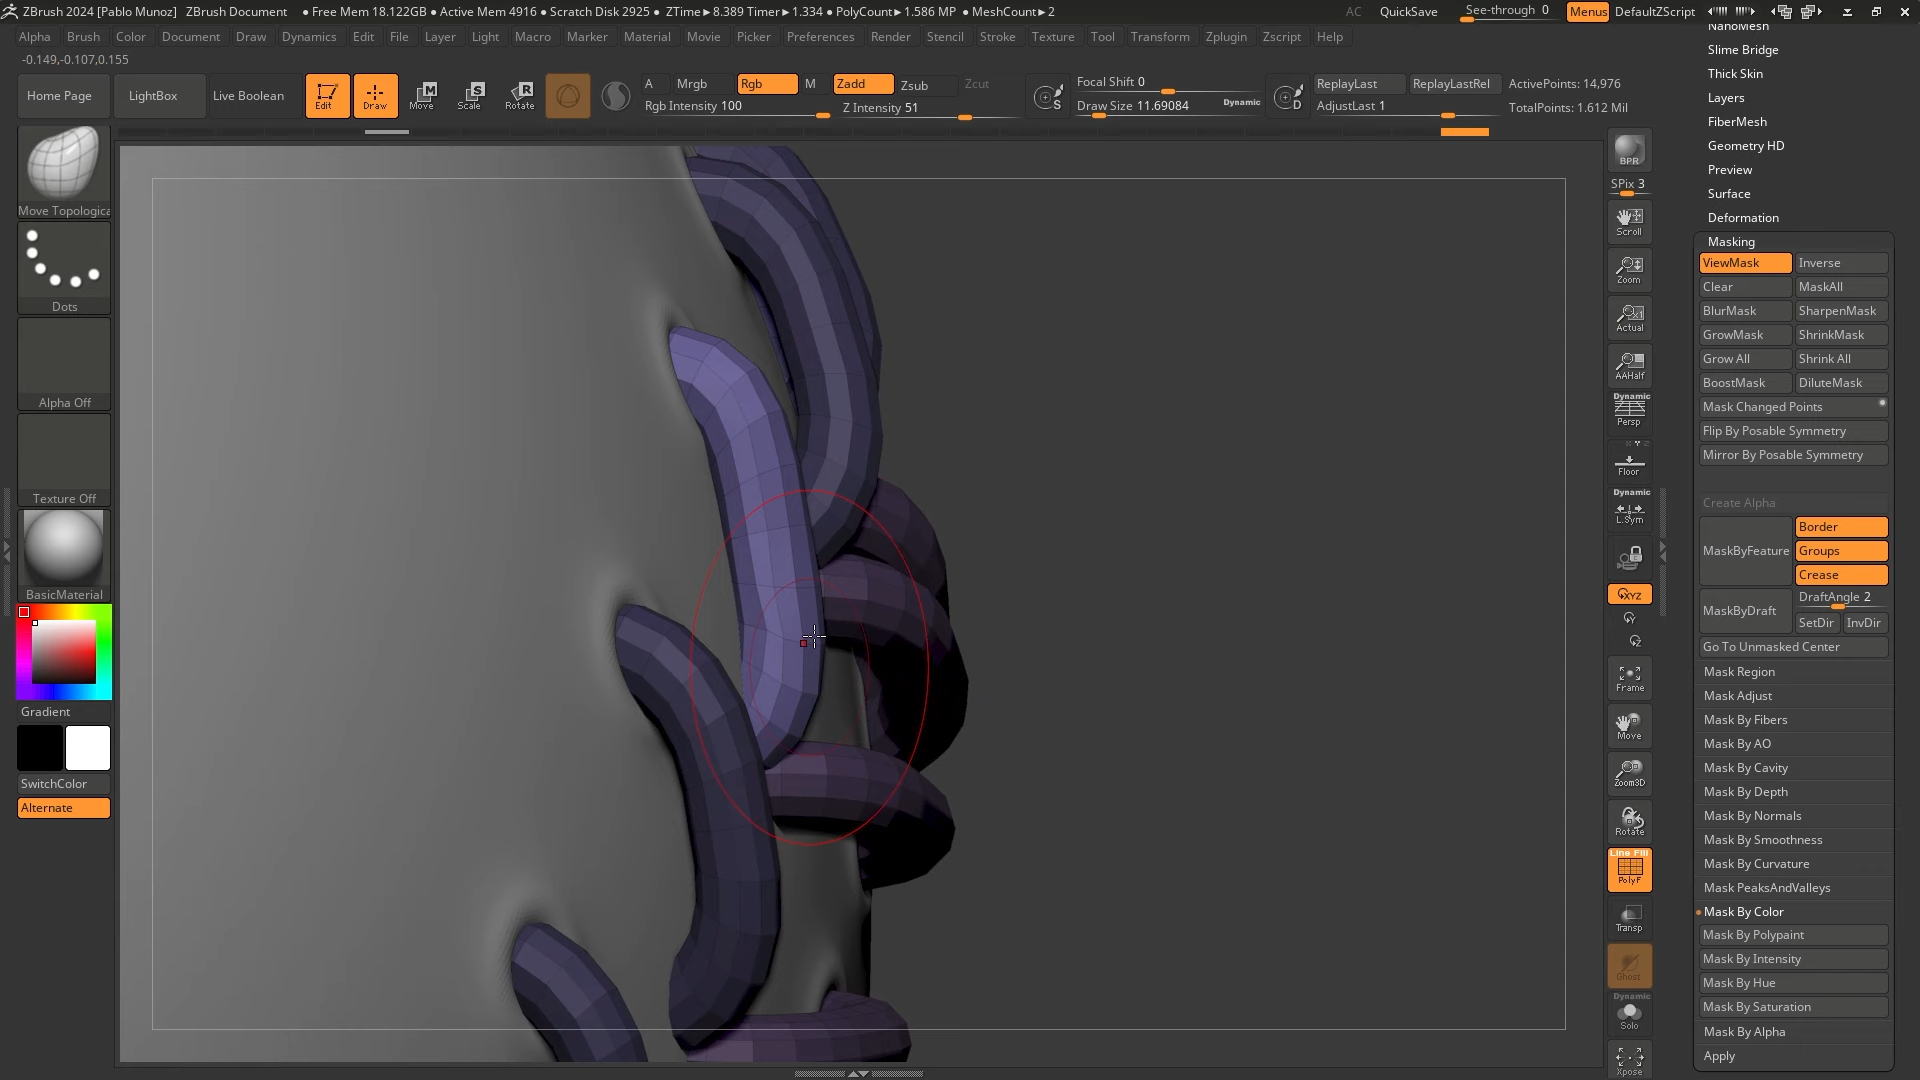 ZBrush 2024 [Pablo Munoz] ZBrush Document ● Free Mem 18.122GB ● Active Mem 4916 ● Scratch Disk 2925 ● ZTime►8.389 Timer►1.334 ● PolyCount►1.586 MP ● MeshCount►2 AC QuickSave See-through 0 Menus DefaultZScript
Alpha Brush Color Document Draw Dynamics Edit File Layer Light Macro Marker Material Movie Picker Preferences Render Stencil Stroke Texture Tool Transform Zplugin Zscript Help
-0.149,-0.107,0.155
Home Page LightBox Live Boolean Edit Draw Move Scale Rotate
A Mrgb Rgb M Zadd Zsub Zcut
Rgb Intensity 100 Z Intensity 51
Focal Shift 0
Draw Size 11.69084 Dynamic
ReplayLast ReplayLastRel
AdjustLast 1
ActivePoints: 14,976
TotalPoints: 1.612 Mil
Move Topologica
Dots
Alpha Off
Texture Off
BasicMaterial
Gradient
SwitchColor
Alternate
BPR
SPix 3
Scroll
Zoom
Actual
AAHalf
Dynamic
Persp
Floor
Dynamic
L.Sym
XYZ
Frame
Move
Zoom3D
Rotate
Line Fill
PolyF
Transp
Ghost
Dynamic
Solo
Xpose
NanoMesh
Slime Bridge
Thick Skin
Layers
FiberMesh
Geometry HD
Preview
Surface
Deformation
Masking
ViewMask Inverse
Clear MaskAll
BlurMask SharpenMask
GrowMask ShrinkMask
Grow All Shrink All
BoostMask DiluteMask
Mask Changed Points
Flip By Posable Symmetry
Mirror By Posable Symmetry
Create Alpha
MaskByFeature Border
Groups
Crease
MaskByDraft DraftAngle 2
SetDir InvDir
Go To Unmasked Center
Mask Region
Mask Adjust
Mask By Fibers
Mask By AO
Mask By Cavity
Mask By Depth
Mask By Normals
Mask By Smoothness
Mask By Curvature
Mask PeaksAndValleys
Mask By Color
Mask By Polypaint
Mask By Intensity
Mask By Hue
Mask By Saturation
Mask By Alpha
Apply